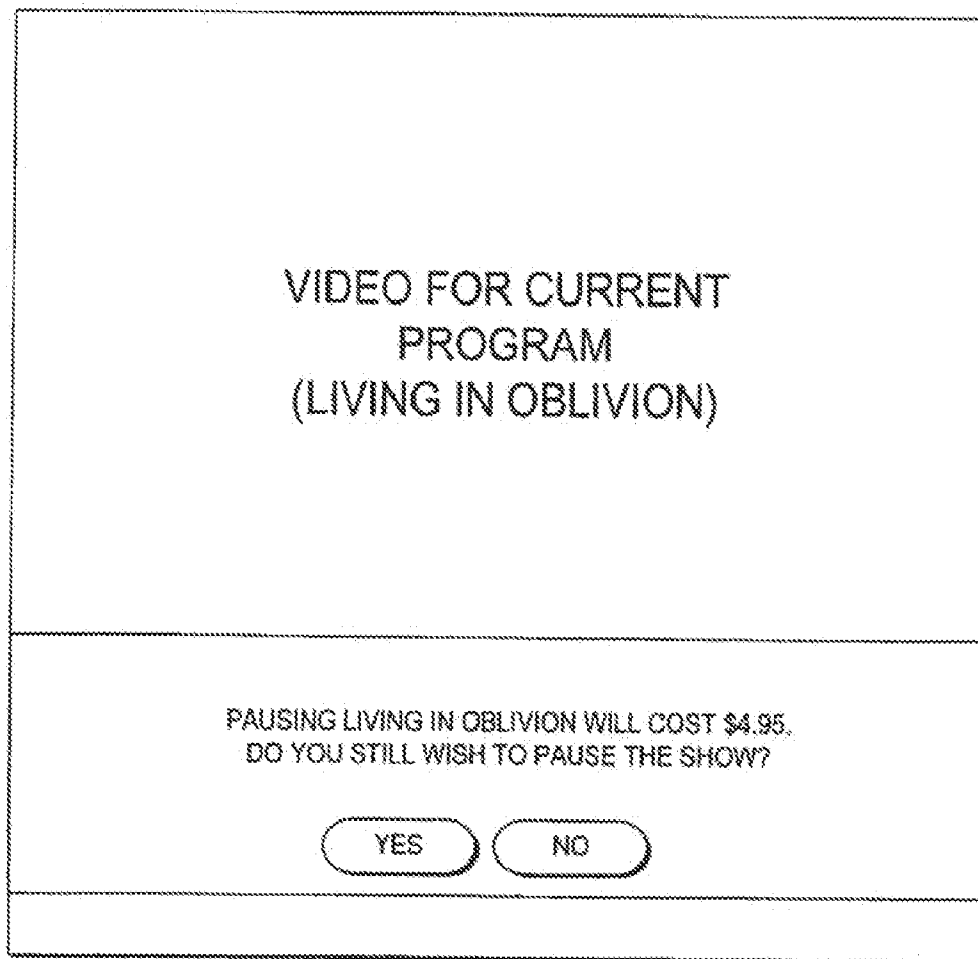 VIDEO FOR CURRENT
PROGRAM
(LIVING IN OBLIVION)
PAUSING LIVING IN OBLIVION WILL COST $4.95.
DO YOU STILL WISH TO PAUSE THE SHOW?
YES NO